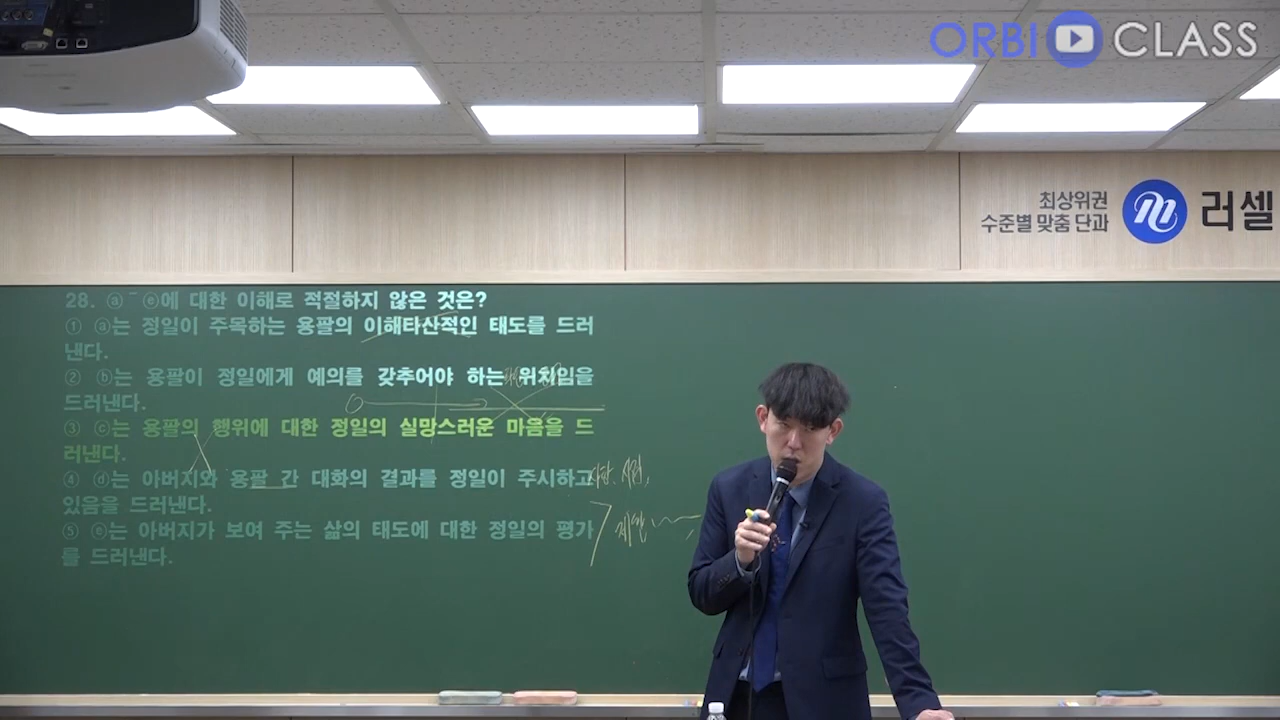 ORBI CLASS
최상위권
수준별 맞춤 단과
러셀
28. ⓐ~ⓔ에 대한 이해로 적절하지 않은 것은?
① ⓐ는 정일이 주목하는 용팔의 이해타산적인 태도를 드러
낸다.
② ⓑ는 용팔이 정일에게 예의를 갖추어야 하는 위치임을
드러낸다.
③ ⓒ는 용팔의 행위에 대한 정일의 실망스러운 마음을 드
러낸다.
④ ⓓ는 아버지와 용팔 간 대화의 결과를 정일이 주시하고
있음을 드러낸다.
⑤ ⓔ는 아버지가 보여 주는 삶의 태도에 대한 정일의 평가
를 드러낸다.